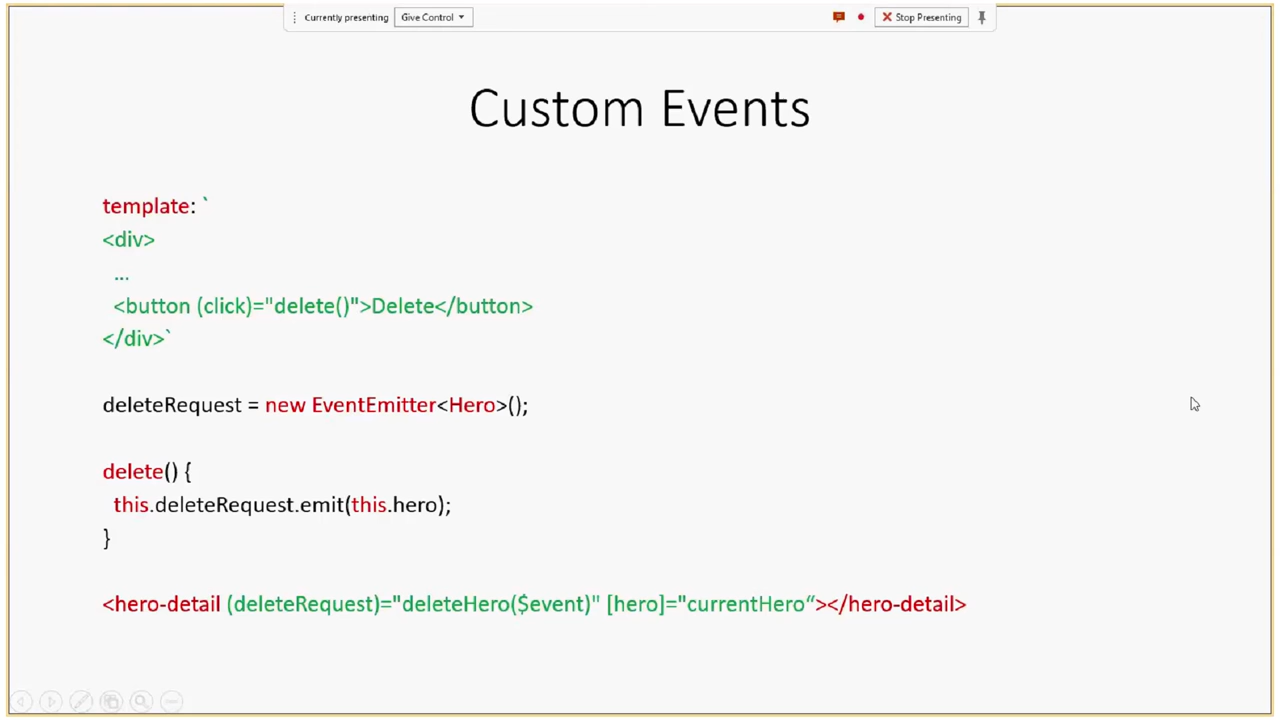 Currently presenting Give Control Stop Presenting
Custom Events
template: `
<div>
...
<button (click)="delete()">Delete</button>
</div>`
deleteRequest = new EventEmitter<Hero>();
delete() {
this.deleteRequest.emit(this.hero);
}
<hero-detail (deleteRequest)="deleteHero($event)" [hero]="currentHero“></hero-detail>